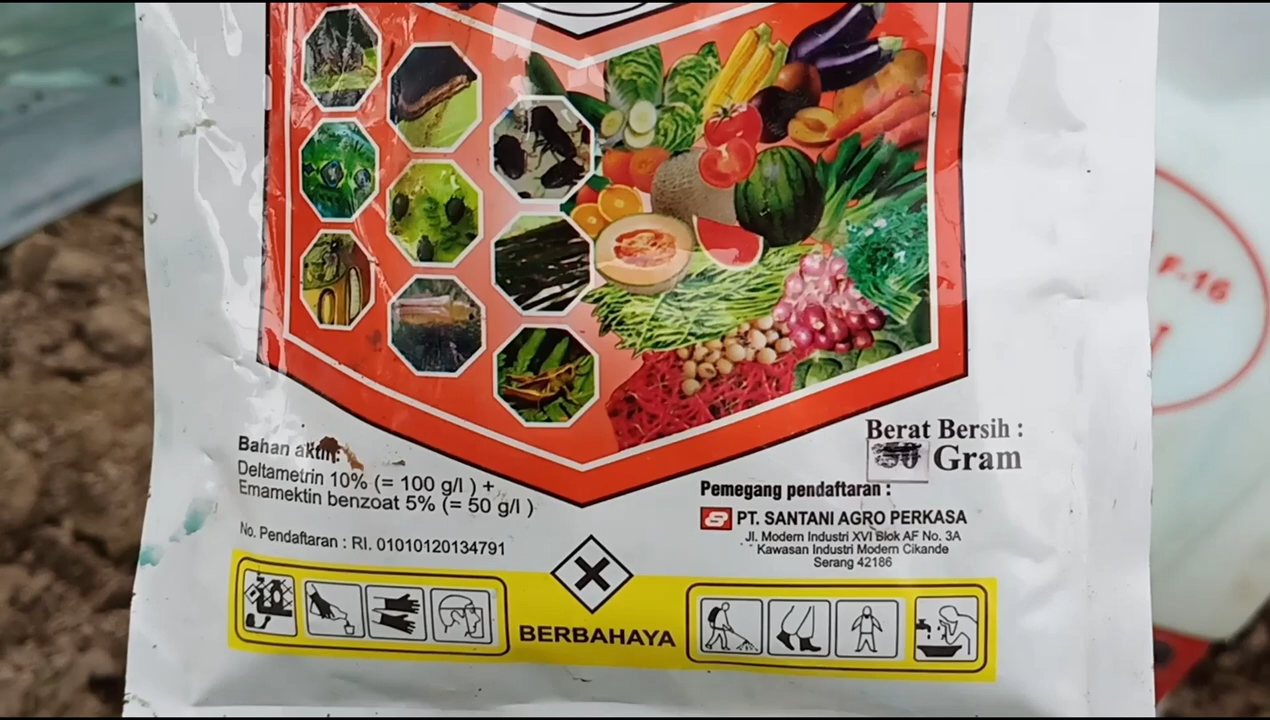 F-16
Berat Bersih :
50 Gram
Bahan aktif :
Deltametrin 10% (= 100 g/l ) +
Emamektin benzoat 5% (= 50 g/l )
No. Pendaftaran : RI. 01010120134791
Pemegang pendaftaran :
PT. SANTANI AGRO PERKASA
Jl. Modern Industri XVI Blok AF No. 3A
Kawasan Industri Modern Cikande
Serang 42186
BERBAHAYA